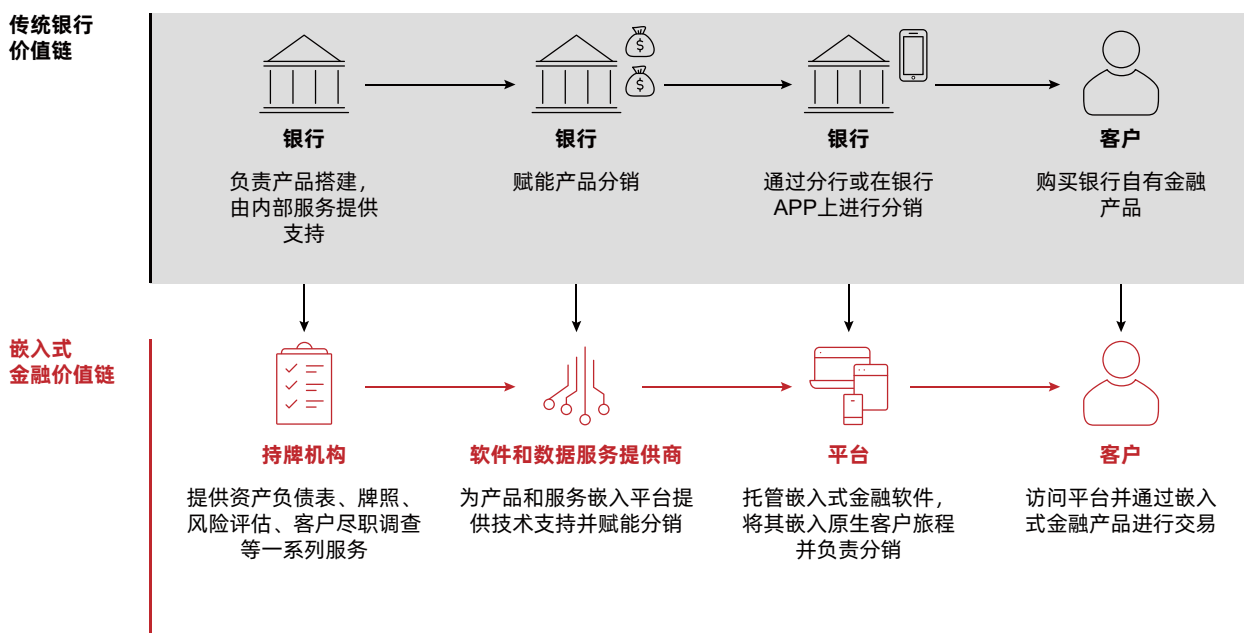 传统银行
价值链
$
$
银行
银行
银行
客户
负责产品搭建，
由内部服务提供
支持
赋能产品分销
通过分行或在银行
APP上进行分销
购买银行自有金融
产品
嵌入式
金融价值链
持牌机构
软件和数据服务提供商
平台
客户
提供资产负债表、牌照、
风险评估、客户尽职调查
等一系列服务
为产品和服务嵌入平台提
供技术支持并赋能分销
托管嵌入式金融软件，
将其嵌入原生客户旅程
并负责分销
访问平台并通过嵌入
式金融产品进行交易